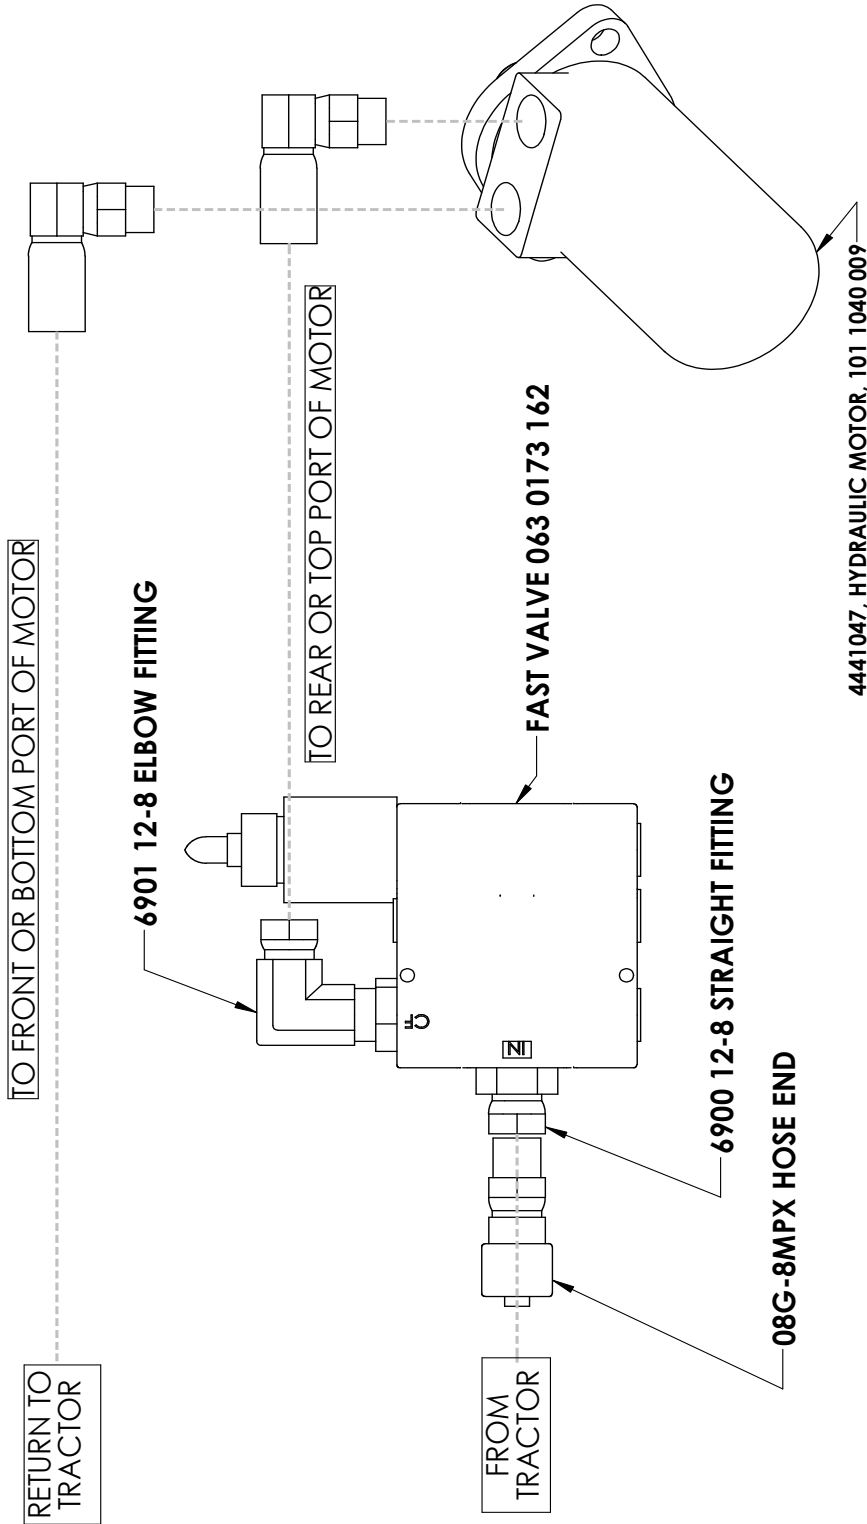 RETURN TO
TRACTOR
TO FRONT OR BOTTOM PORT OF MOTOR
6901 12-8 ELBOW FITTING
TO REAR OR TOP PORT OF MOTOR
CF
IN
FROM
TRACTOR
FAST VALVE 063 0173 162
6900 12-8 STRAIGHT FITTING
08G-8MPX HOSE END
4441047, HYDRAULIC MOTOR, 101 1040 009